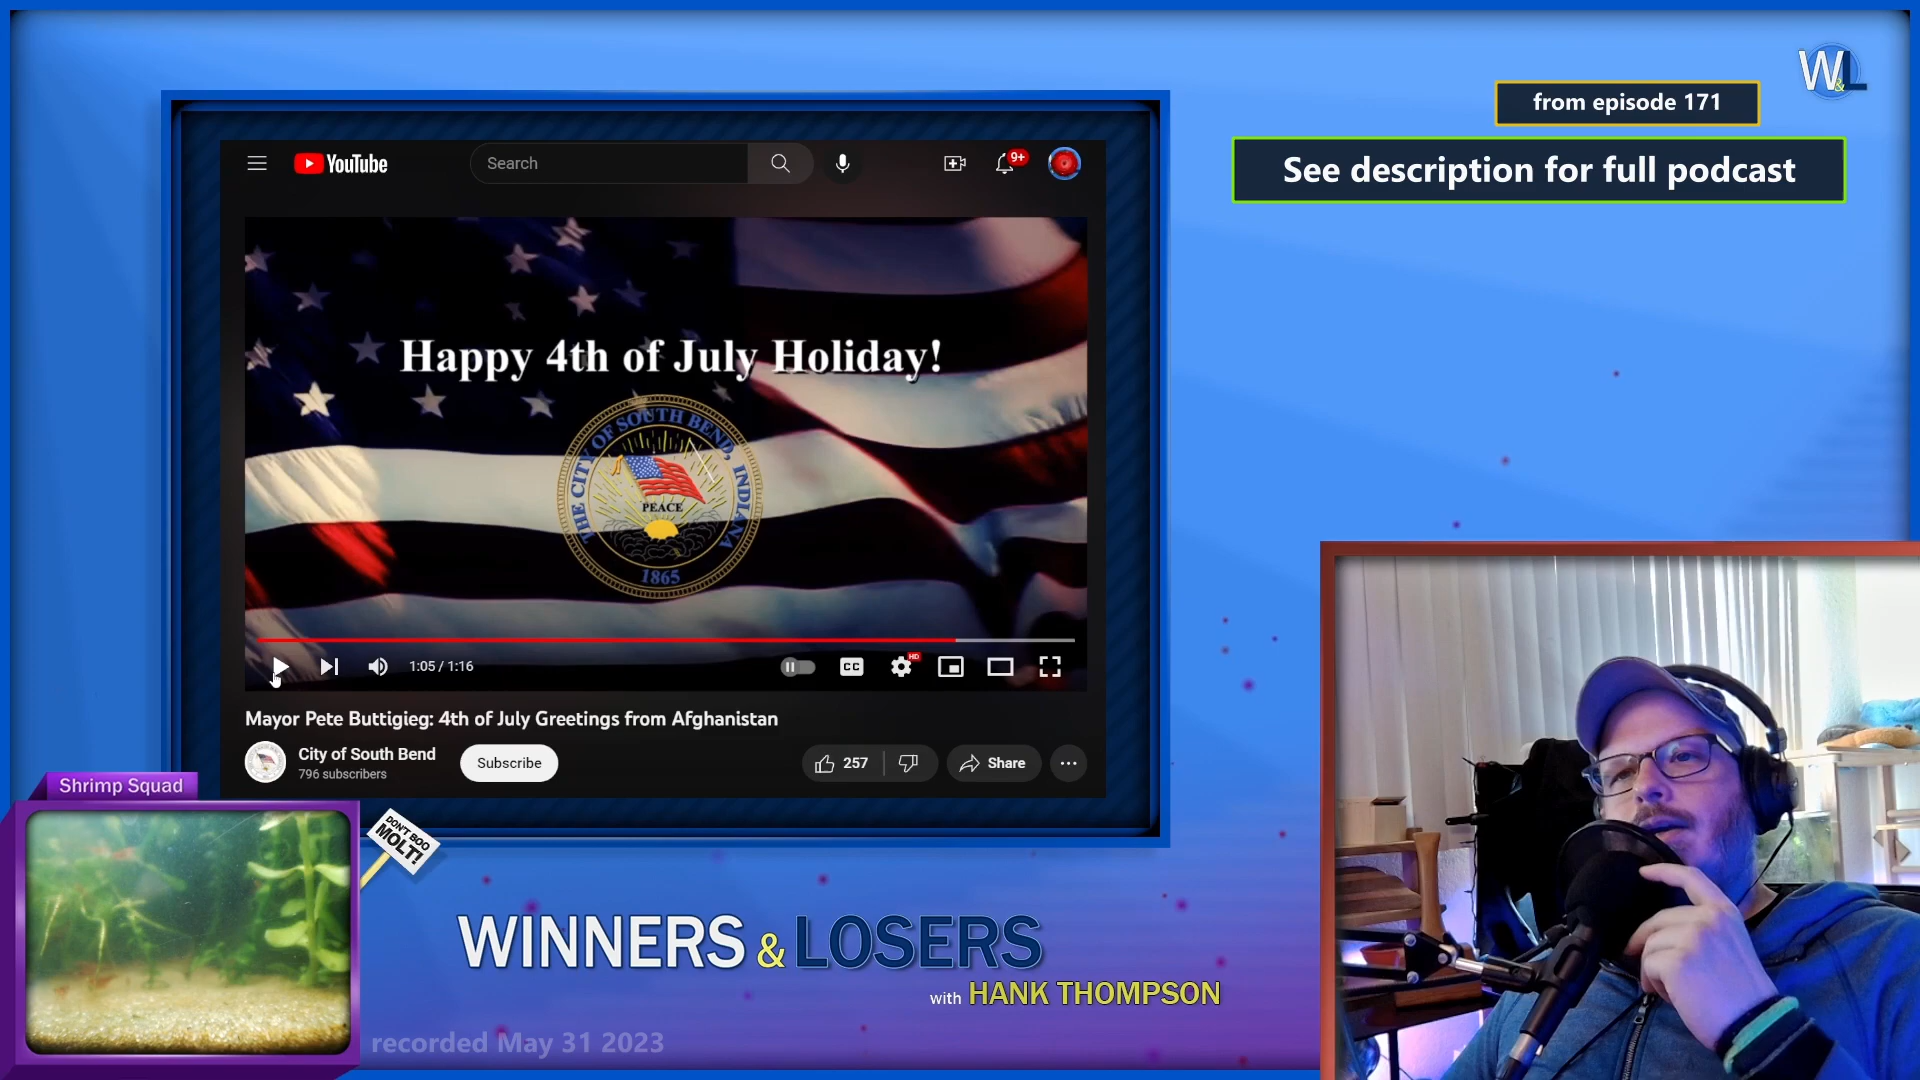 W&L
from episode 171
See description for full podcast
YouTube
Search
9+
Happy 4th of July Holiday!
THE CITY OF SOUTH BEND, INDIANA
PEACE
1865
1:05 / 1:16
CC
HD
Mayor Pete Buttigieg: 4th of July Greetings from Afghanistan
City of South Bend
796 subscribers
Subscribe
257
Share
Shrimp Squad
DON'T BOO
MOLT!
WINNERS & LOSERS
with HANK THOMPSON
recorded May 31 2023